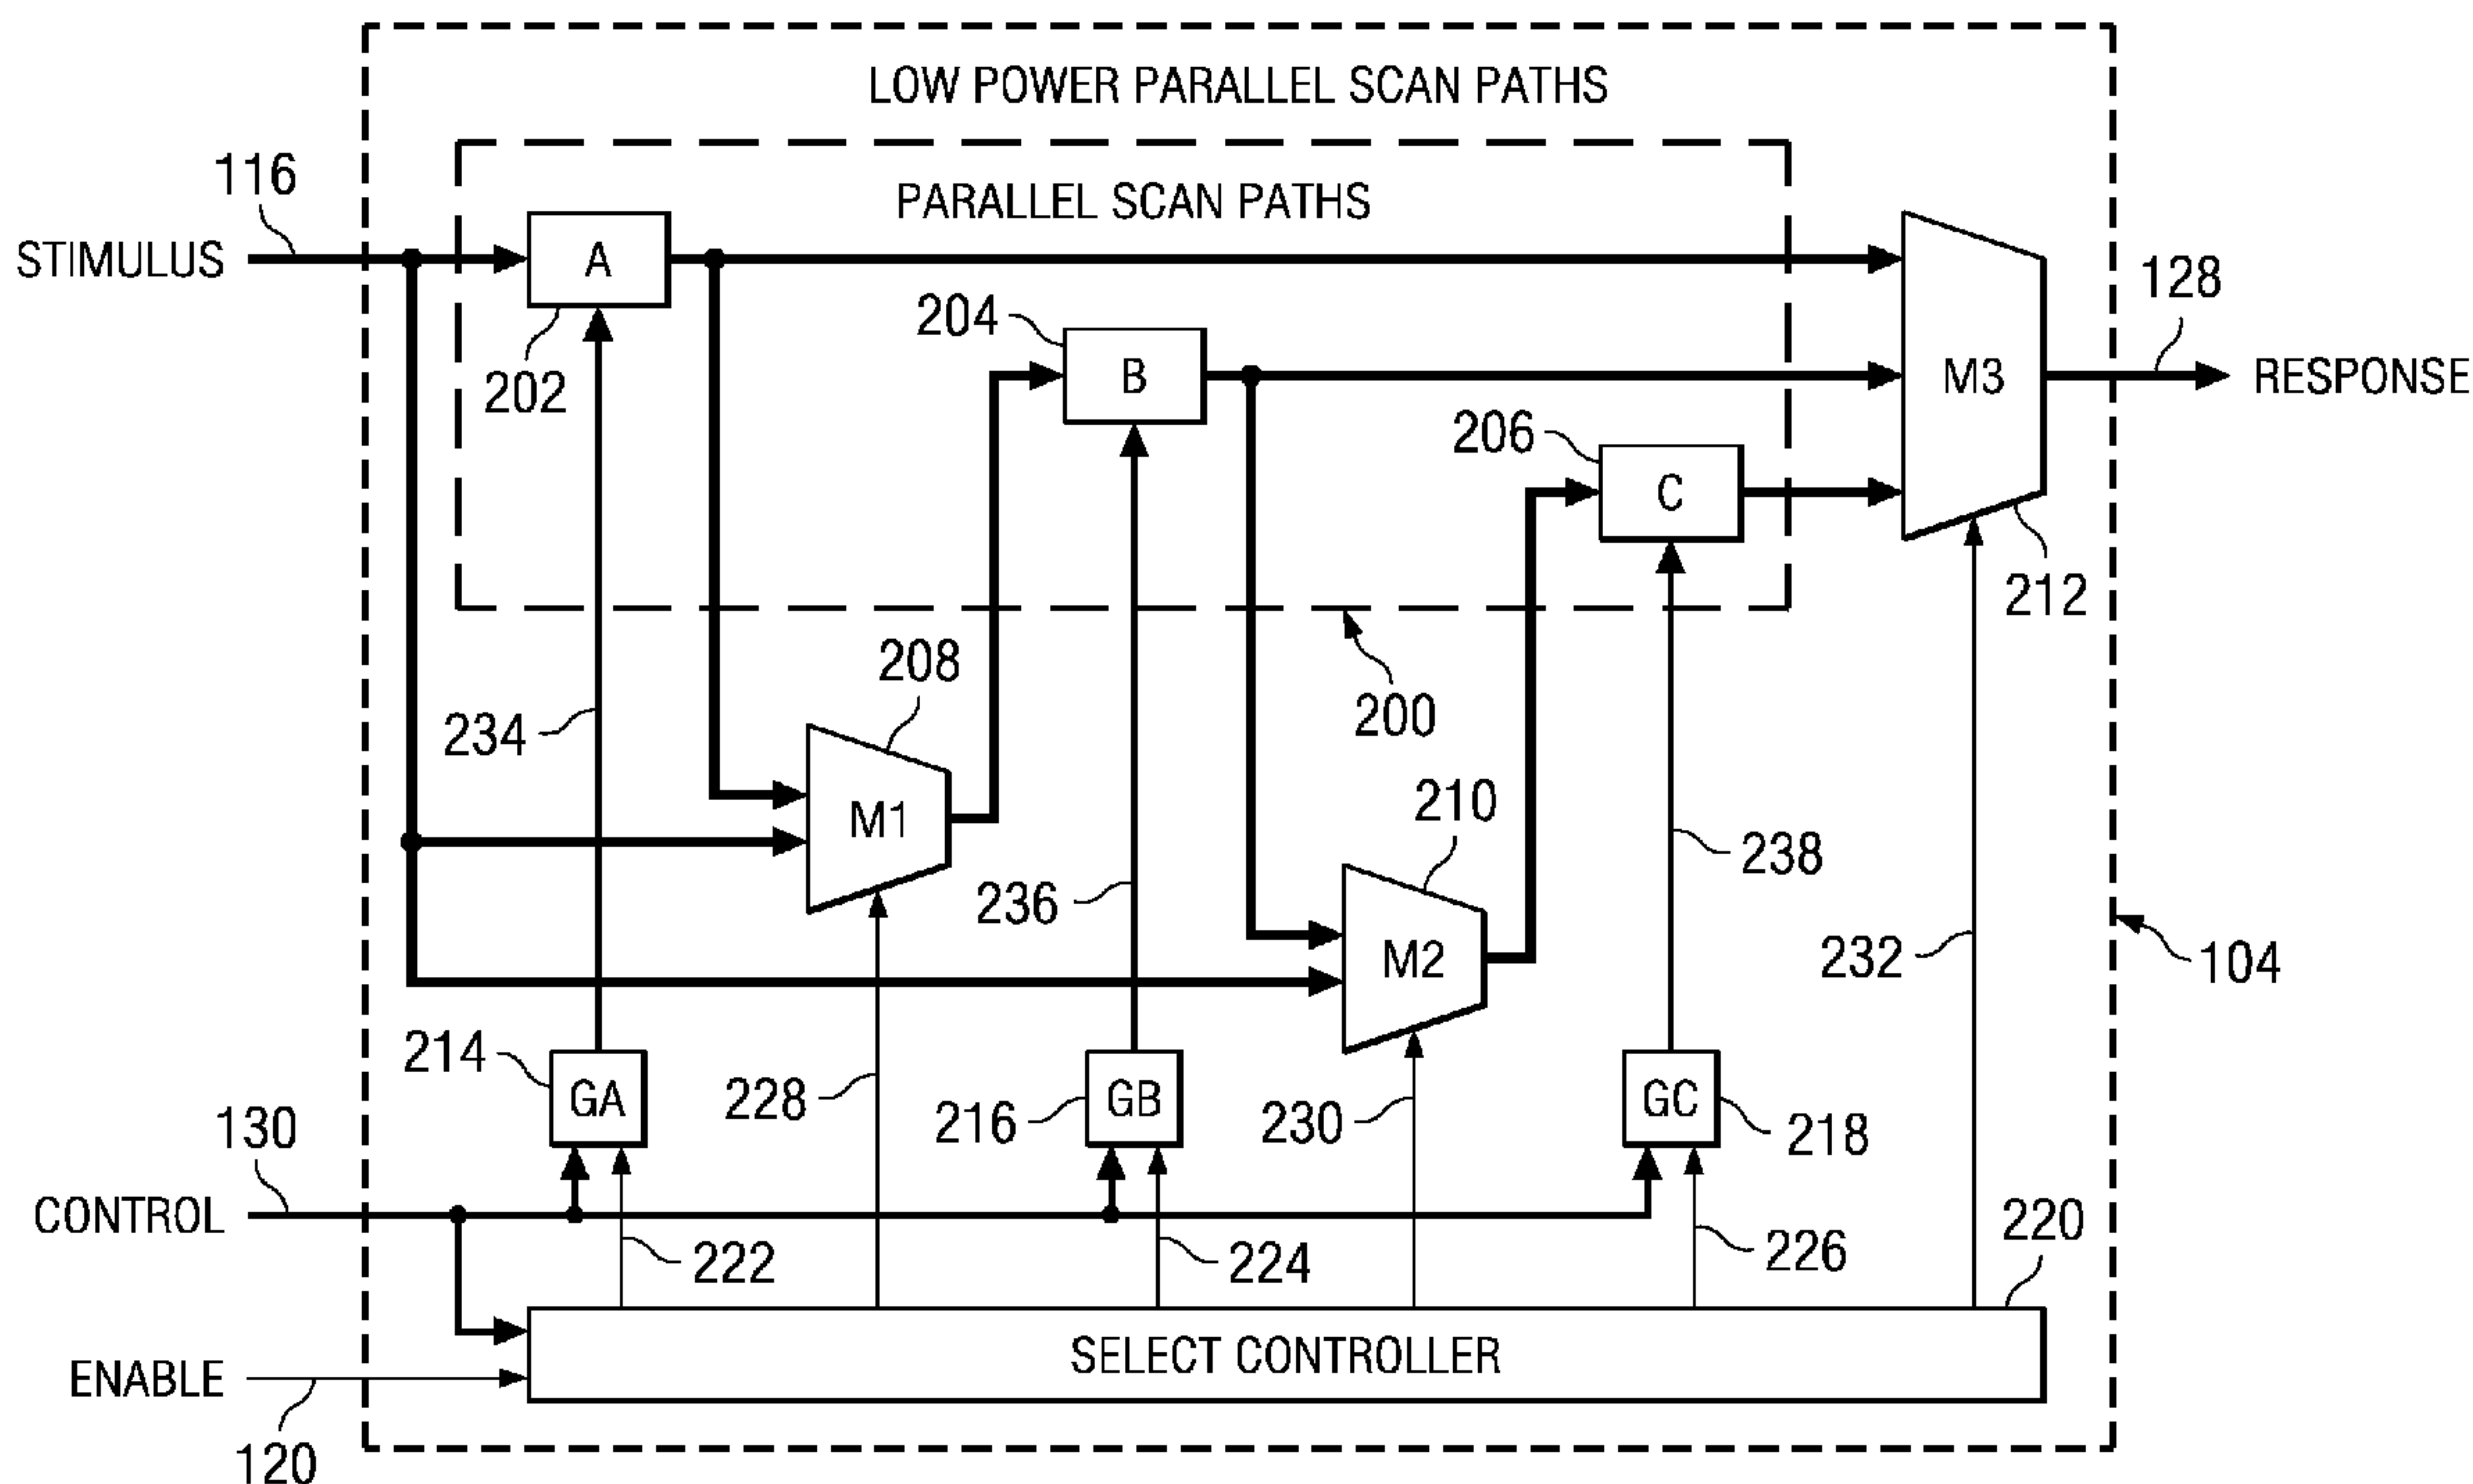 LOW POWER PARALLEL SCAN PATHS
116
PARALLEL SCAN PATHS
STIMULUS
A
128
204
202
B
M3
RESPONSE
206
C
212
208
200
234
210
M1
238
236
M2
232
104
214
GA
228
216
GB
230
GC
218
130
CONTROL
222
224
226
220
SELECT CONTROLLER
ENABLE
120